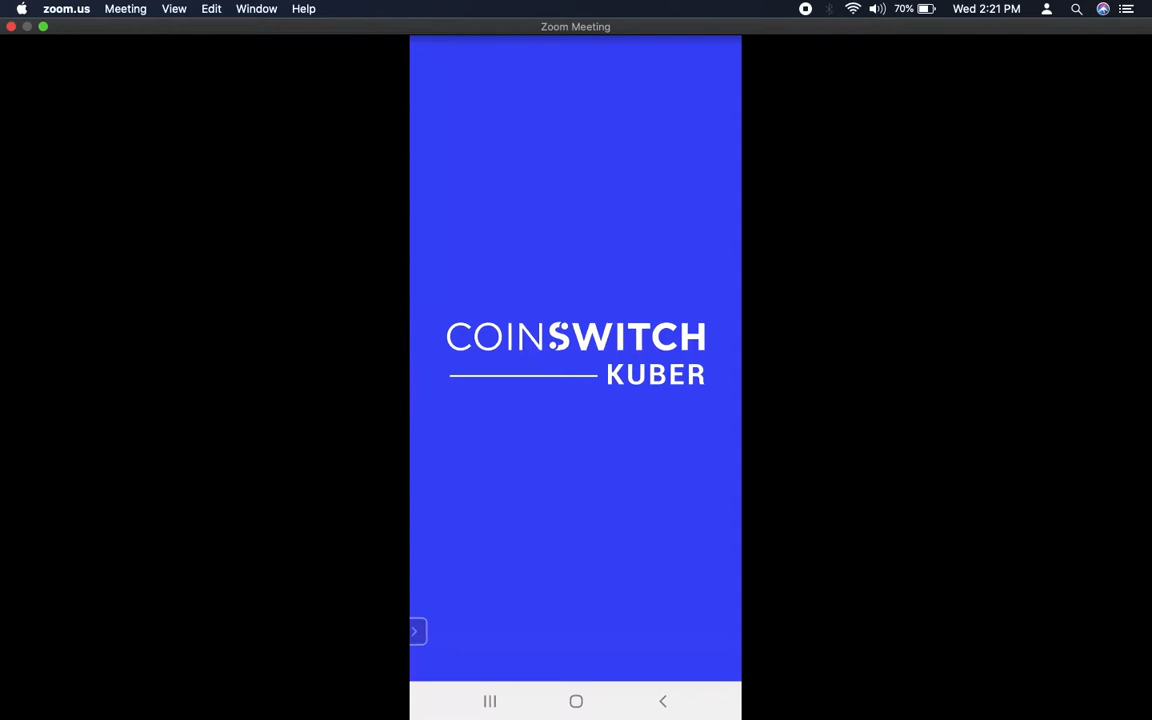 zoom.us Meeting View Edit Window Help 70% Wed 2:21 PM
Zoom Meeting
COINSWITCH
KUBER